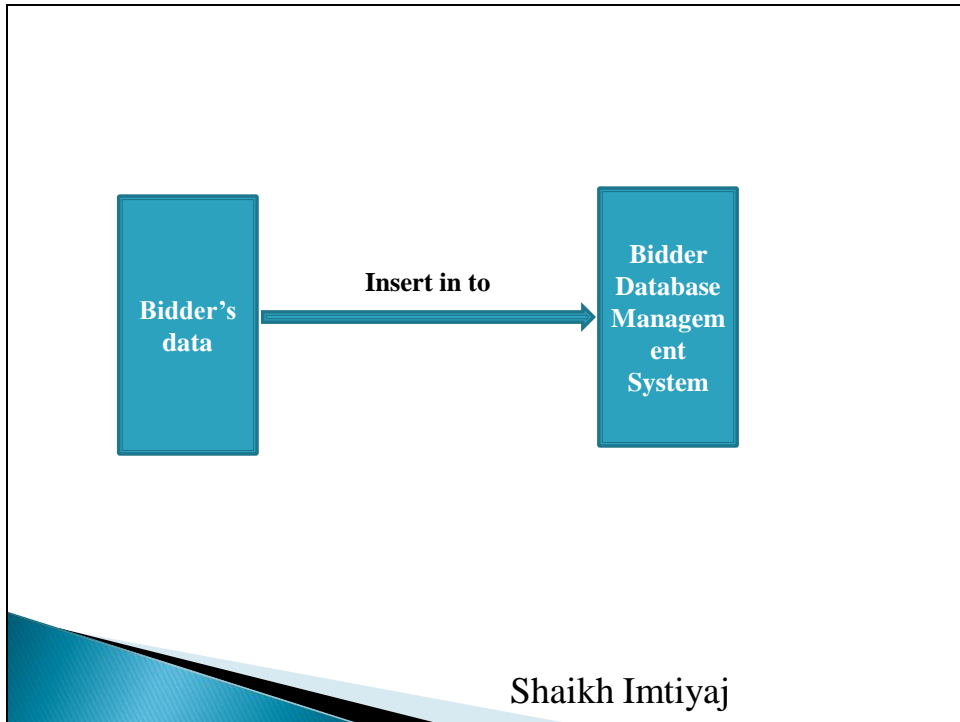 Bidder’s
data
Insert in to
Bidder
Database
Managem
ent
System
Shaikh Imtiyaj